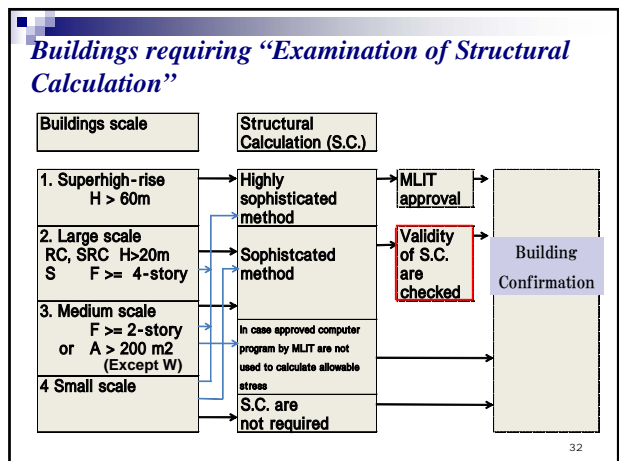 Buildings requiring “Examination of Structural
Calculation”
Buildings scale
Structural
Calculation (S.C.)
1. Superhigh-rise
H > 60m
2. Large scale
RC, SRC H>20m
S F >= 4-story
3. Medium scale
F >= 2-story
or A > 200 m2
(Except W)
4 Small scale
Highly
sophisticated
method
Sophistcated
method
In case approved computer
program by MLIT are not
used to calculate allowable
stress
S.C. are
not required
MLIT
approval
Validity
of S.C.
are
checked
Building
Confirmation
32